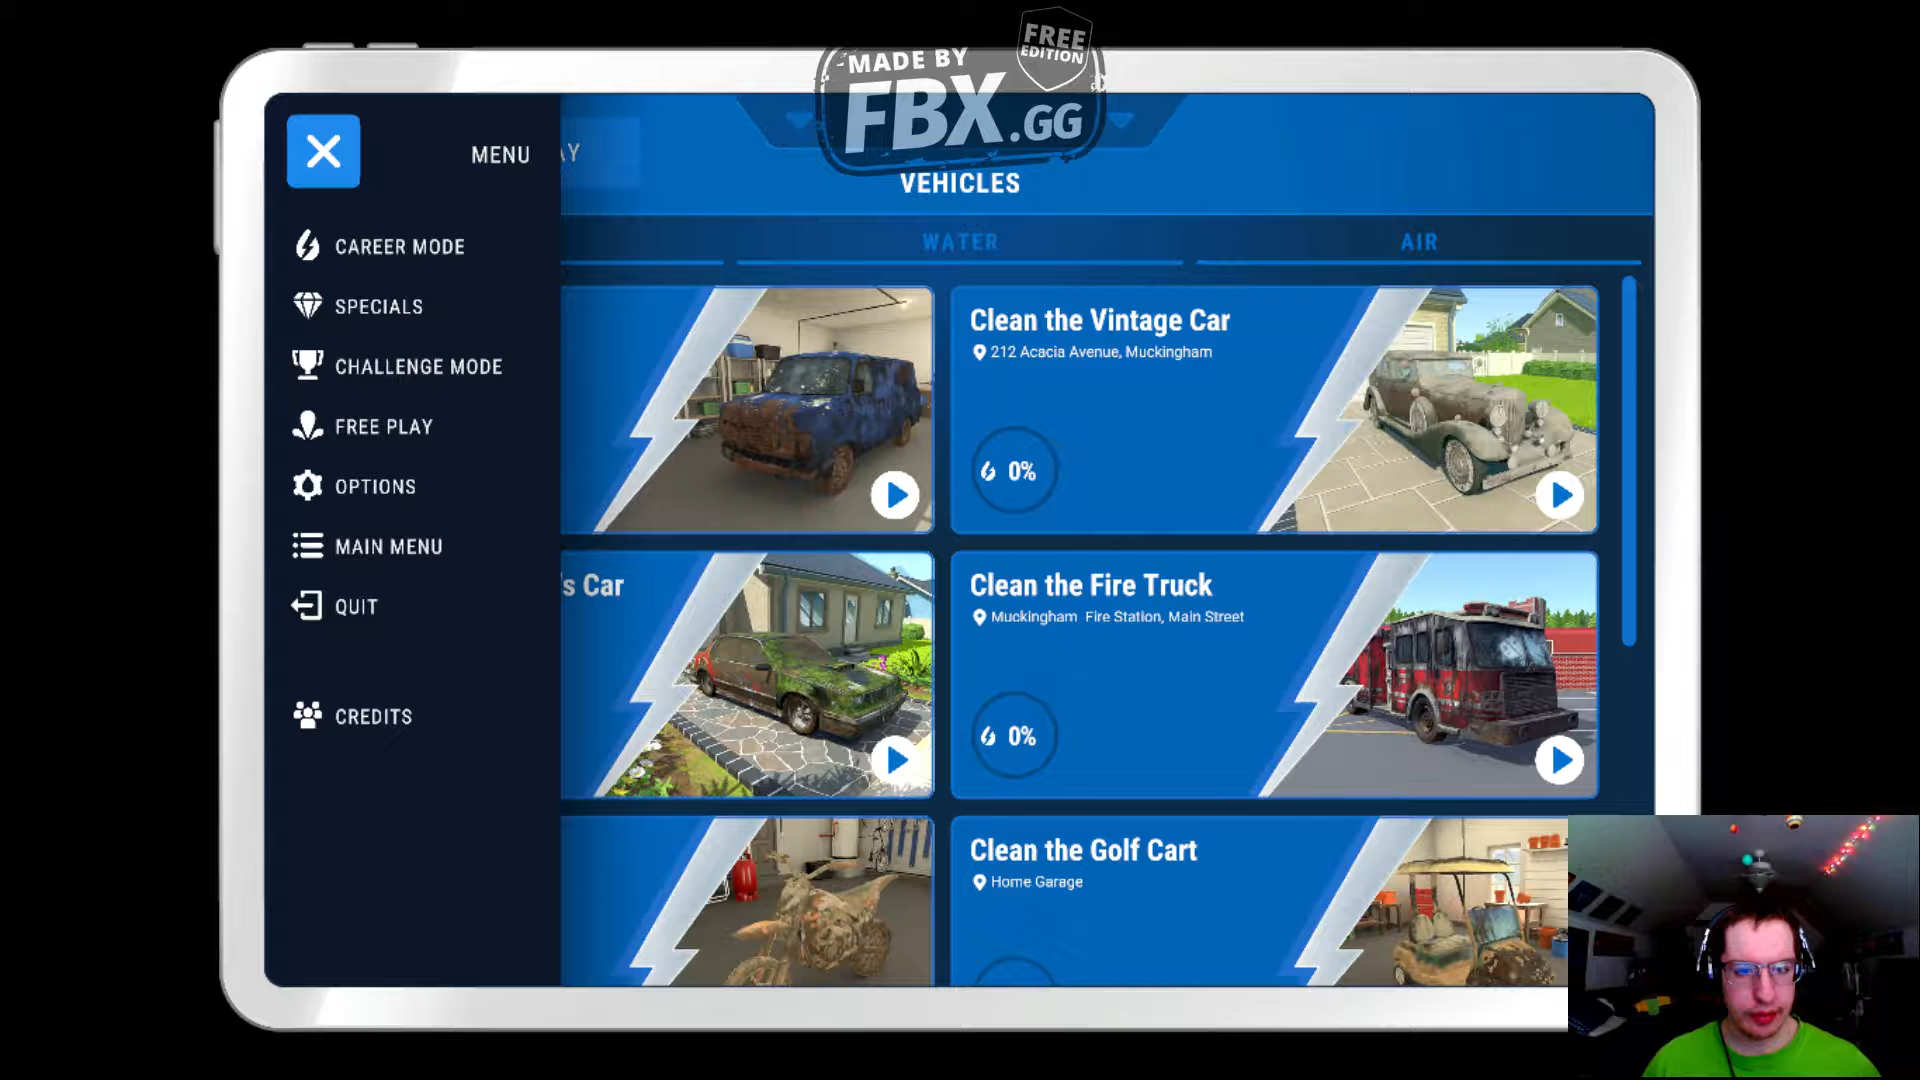 FREE
EDITION
MADE BY
FBX.GG
MENU
AY
VEHICLES
WATER
AIR
CAREER MODE
SPECIALS
CHALLENGE MODE
FREE PLAY
OPTIONS
MAIN MENU
QUIT
CREDITS
Clean the Vintage Car
212 Acacia Avenue, Muckingham
0%
's Car
Clean the Fire Truck
Muckingham Fire Station, Main Street
0%
Clean the Golf Cart
Home Garage